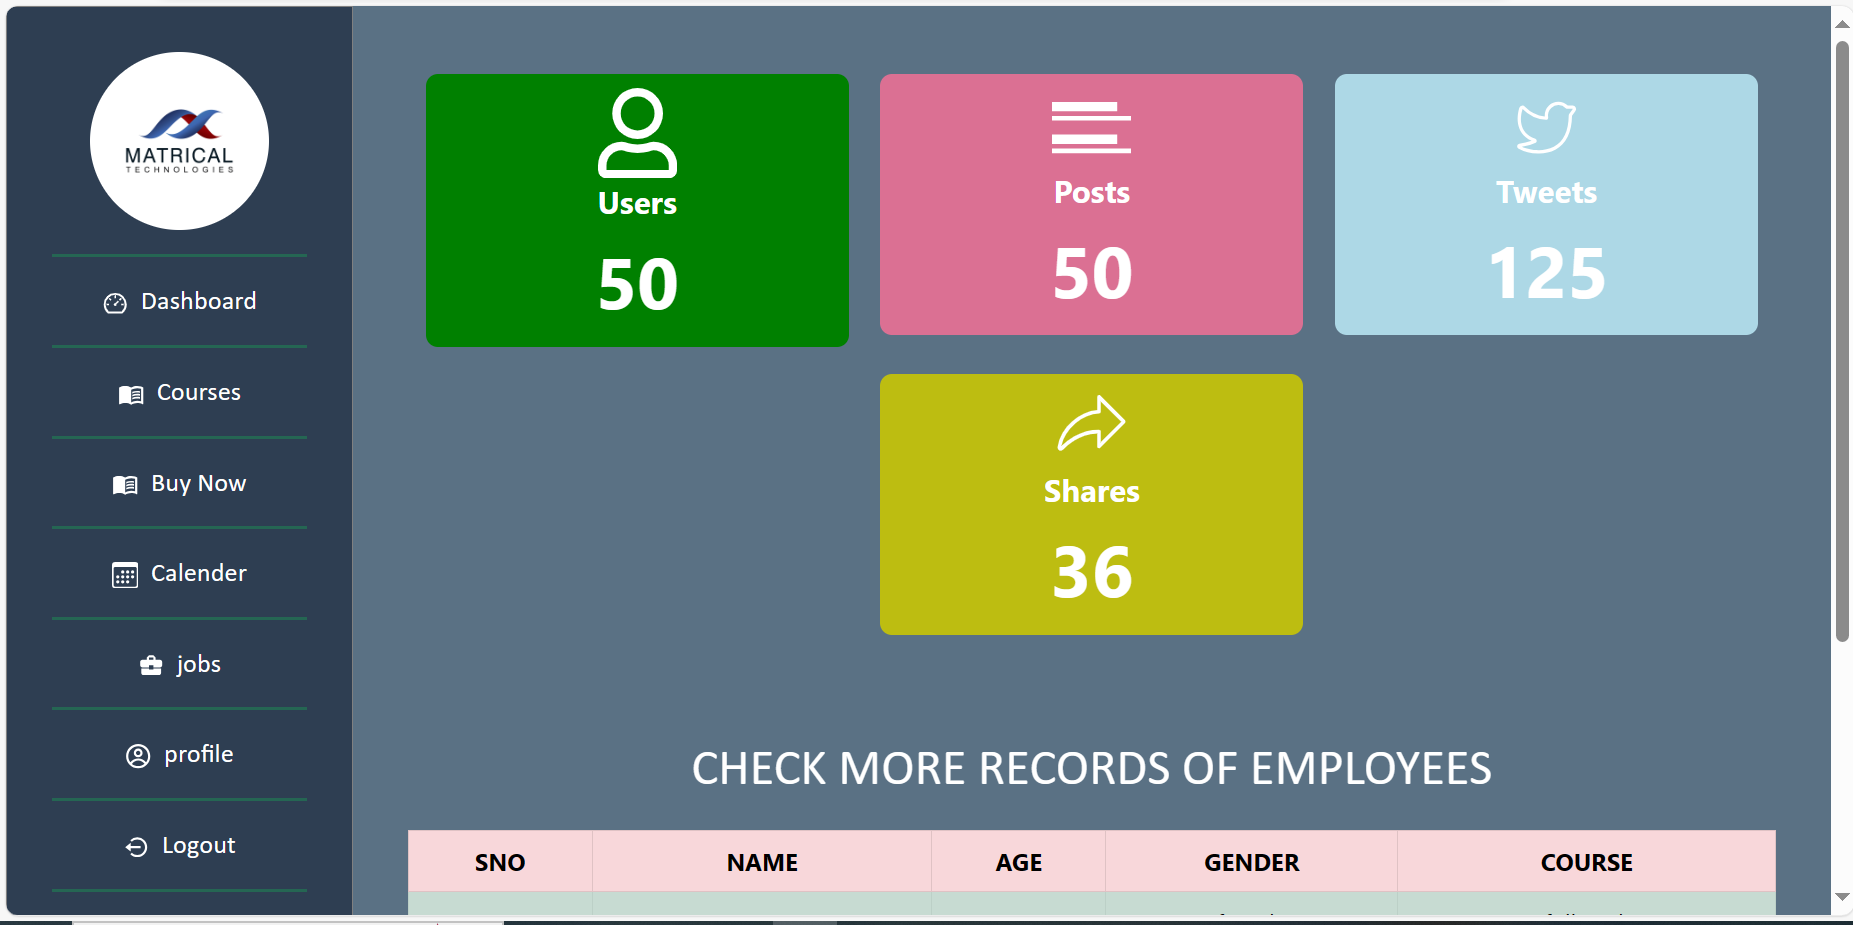 MATRICAL
TECHNOLOGIES
Dashboard
Courses
Buy Now
Calender
jobs
profile
Logout
Users
50
Posts
50
Tweets
125
Shares
36
CHECK MORE RECORDS OF EMPLOYEES
SNO NAME AGE GENDER COURSE